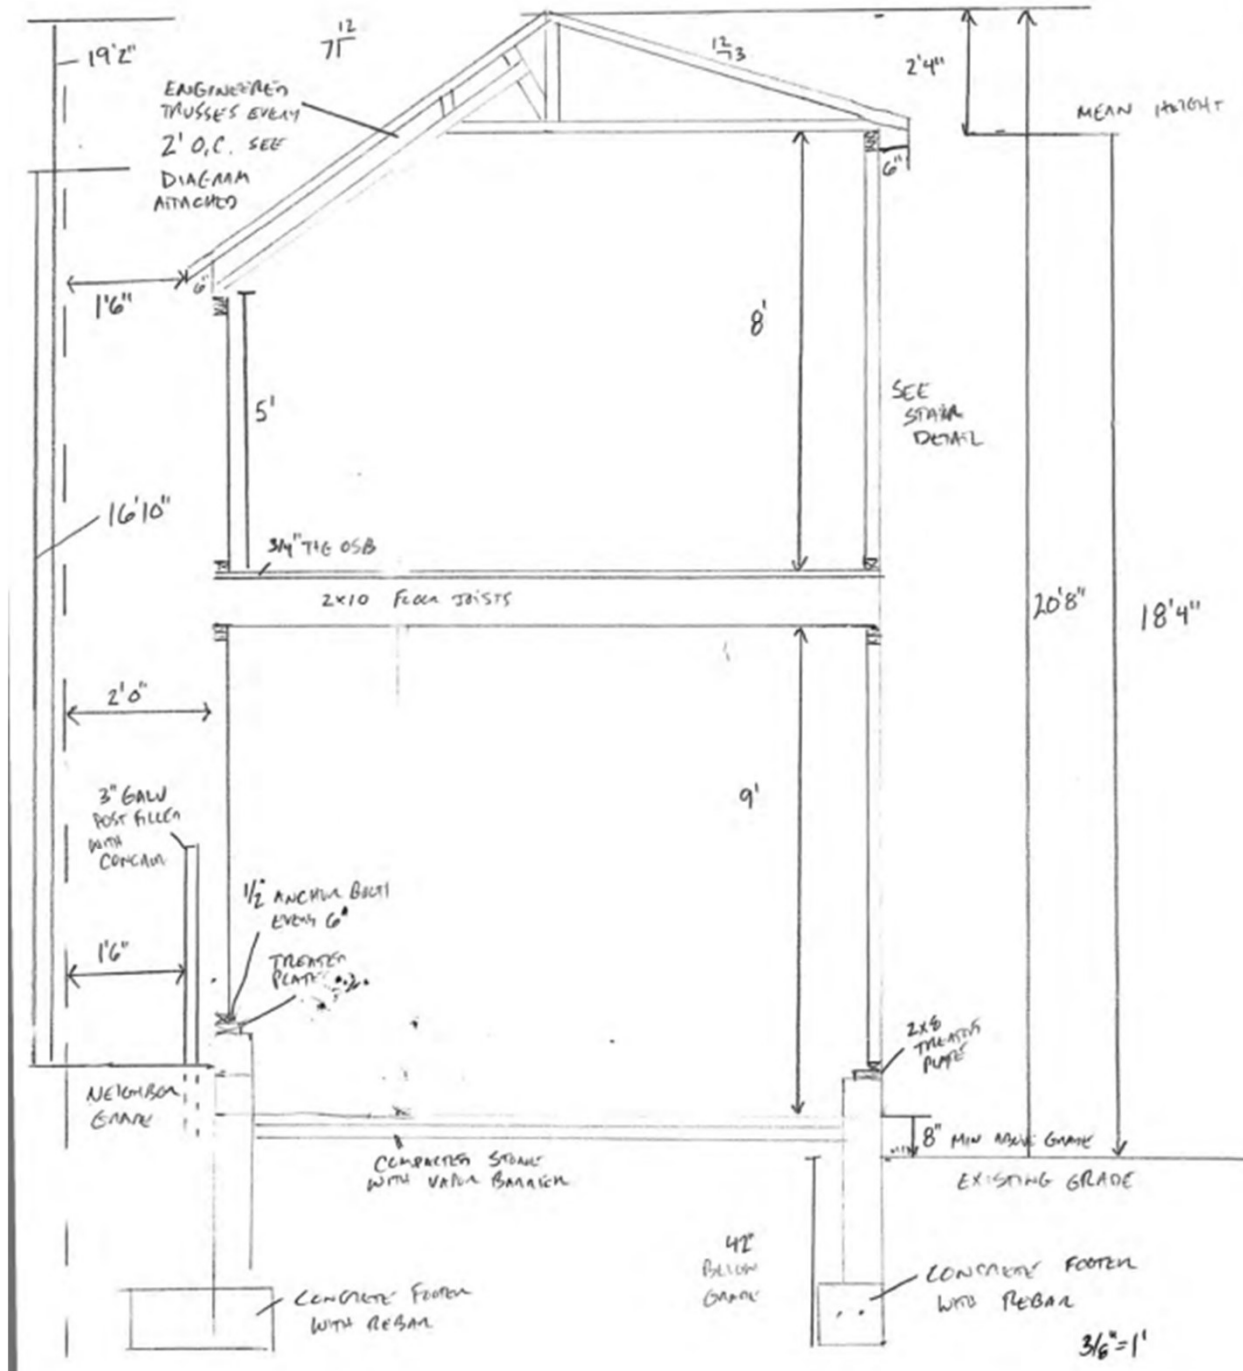 19'2"
7 12
12 3
2'4"
MEAN HEIGHT
ENGINEERED
TRUSSES EVERY
2' O.C. SEE
DIAGRAM
ATTACHED
6"
1'6"
6"
8'
5'
SEE
STAIR
DETAIL
16'10"
3/4" T+G OSB
2x10 FLOOR JOISTS
20'8"
18'4"
2'0"
9'
3" GALV
POST FILLED
WITH
1/2" ANCHOR BOLT
EVERY 6"
1'6"
TREATED
PLATE
2x8
TREATED
PLATE
NEIGHBOR
GRADE
8" MIN ABOVE GRADE
COMPACTED STONE
WITH VAPOR BARRIER
EXISTING GRADE
42"
BELOW
GRADE
CONCRETE FOOTER
WITH REBAR
CONCRETE FOOTER
WITH REBAR
3/8"=1'